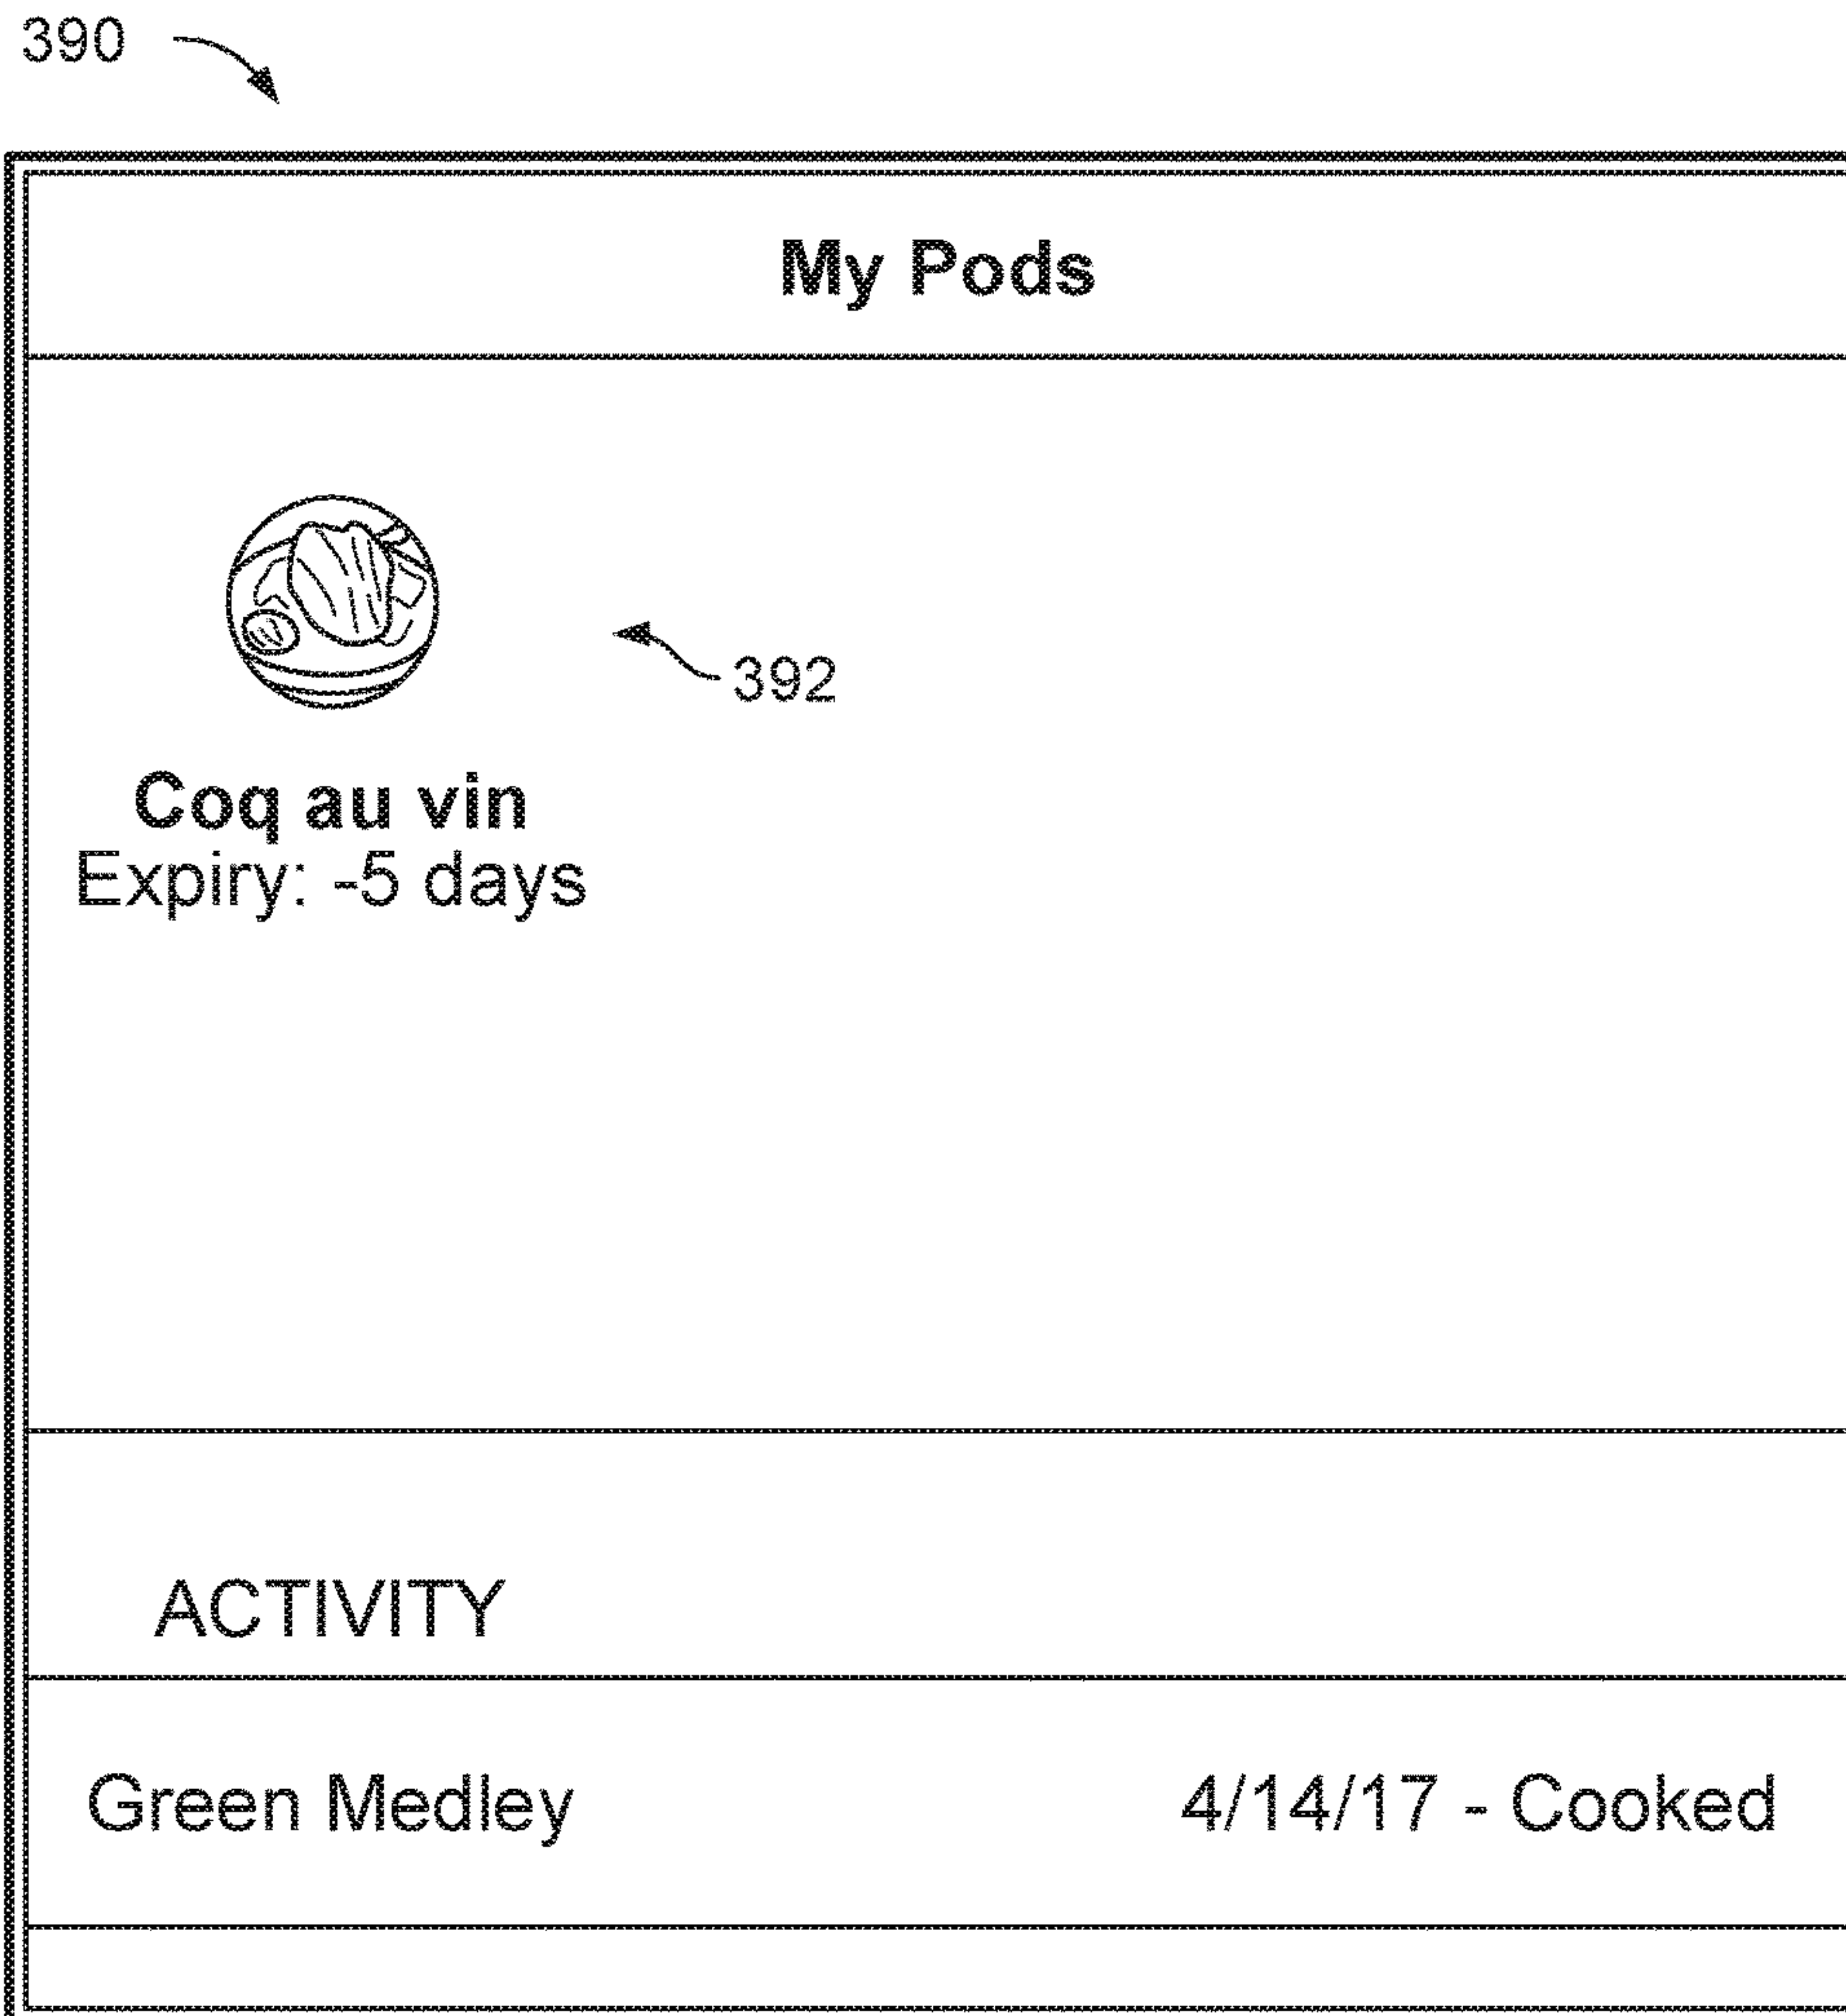 390
My Pods
392
Coq au vin
Expiry: -5 days
ACTIVITY
Green Medley 4/14/17 - Cooked